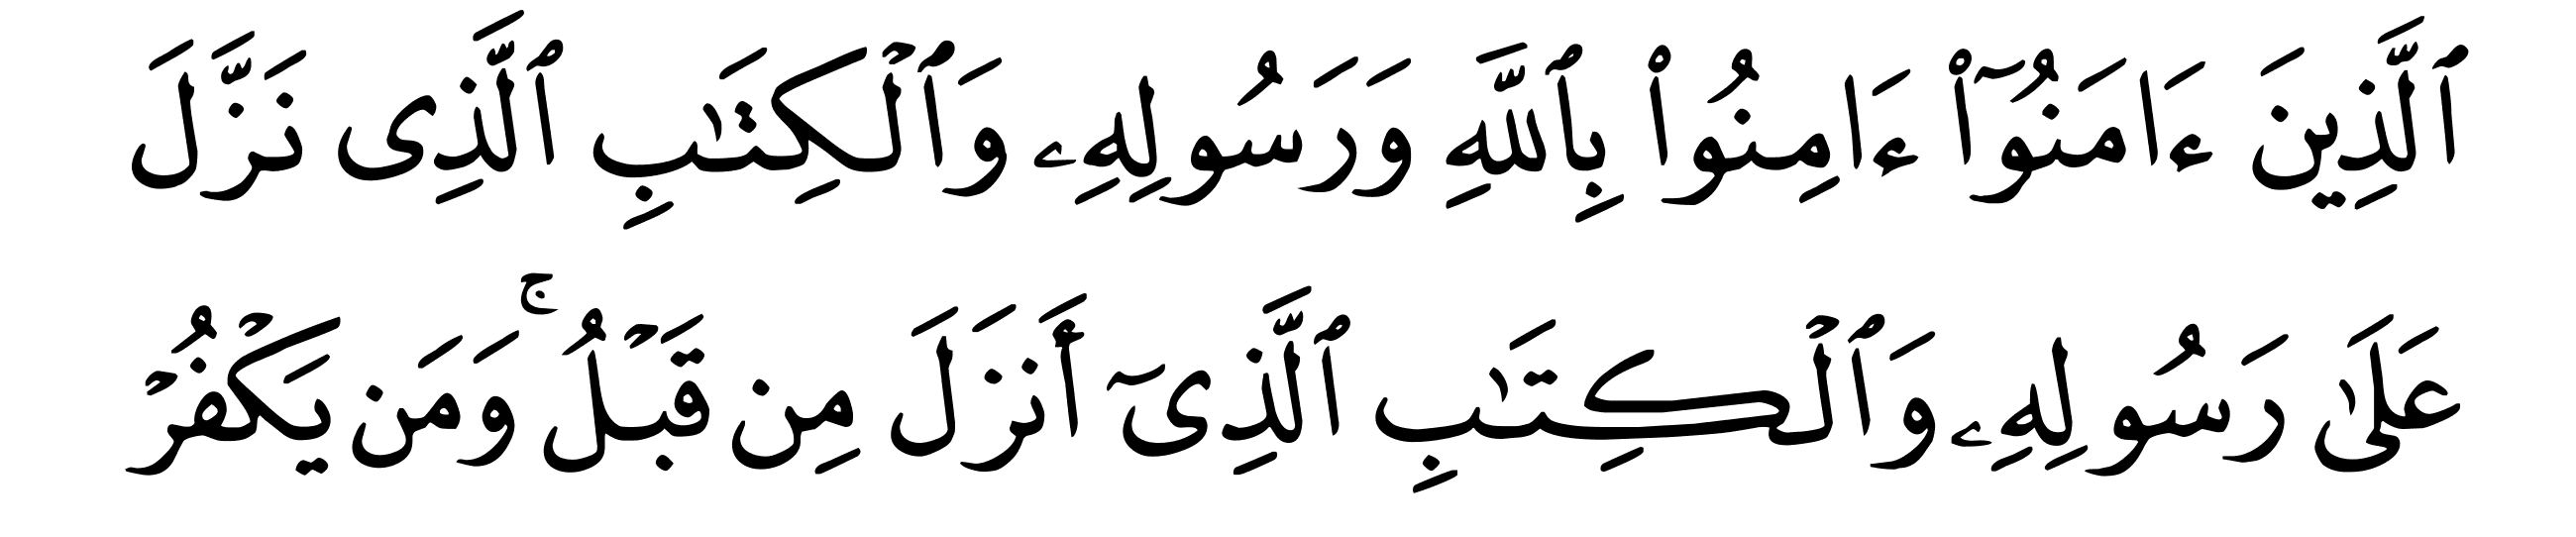 ٱلَّذِينَ ءَامَنُوٓا۟ ءَامِنُوا۟ بِٱللَّهِ وَرَسُولِهِۦ وَٱلْكِتَـٰبِ ٱلَّذِى نَزَّلَ
عَلَىٰ رَسُولِهِۦ وَٱلْكِتَـٰبِ ٱلَّذِىٓ أَنزَلَ مِن قَبْلُ ۚ وَمَن يَكْفُرْ